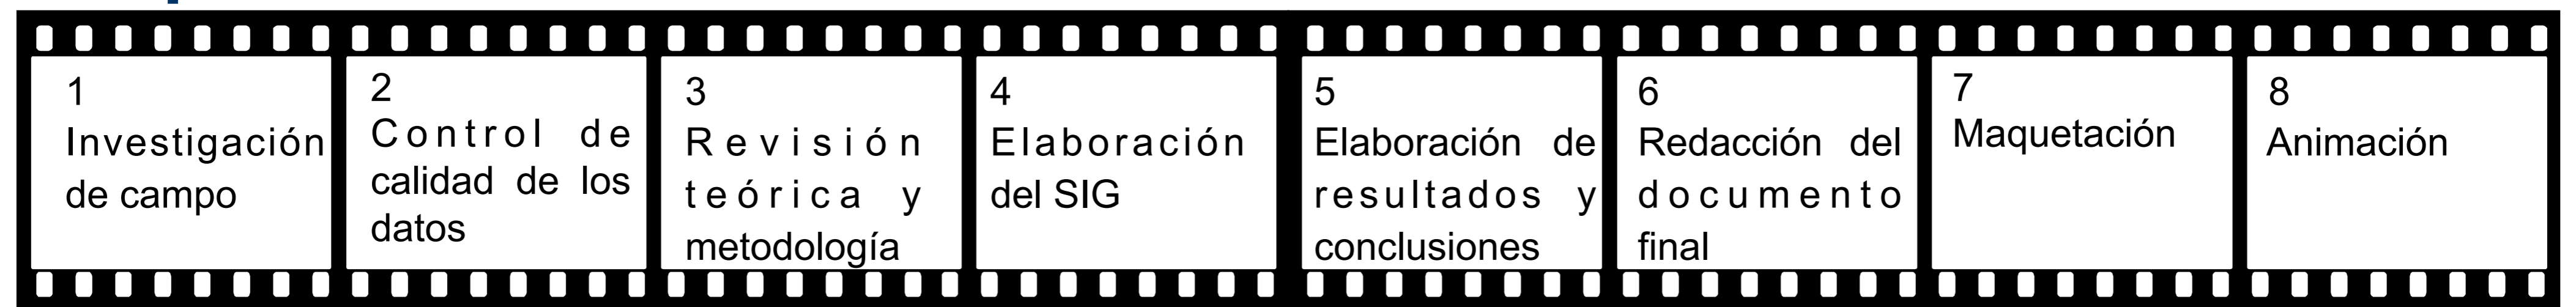 1
Investigación
de campo
2
Control de
calidad de los
datos
3
Revisión
teórica y
metodología
4
Elaboración
del SIG
5
Elaboración de
resultados y
conclusiones
6
Redacción del
documento
final
7
Maquetación
8
Animación